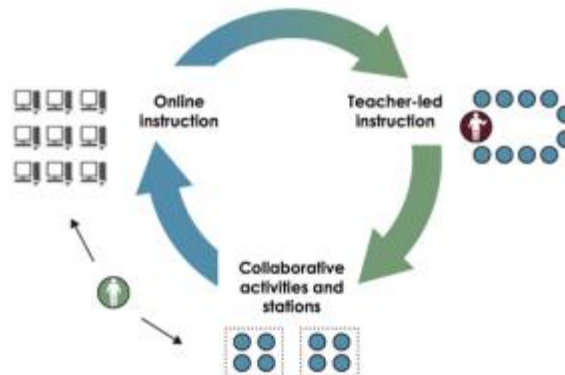 Online
instruction
Teacher-led
instruction
Collaborative
activities and
stations